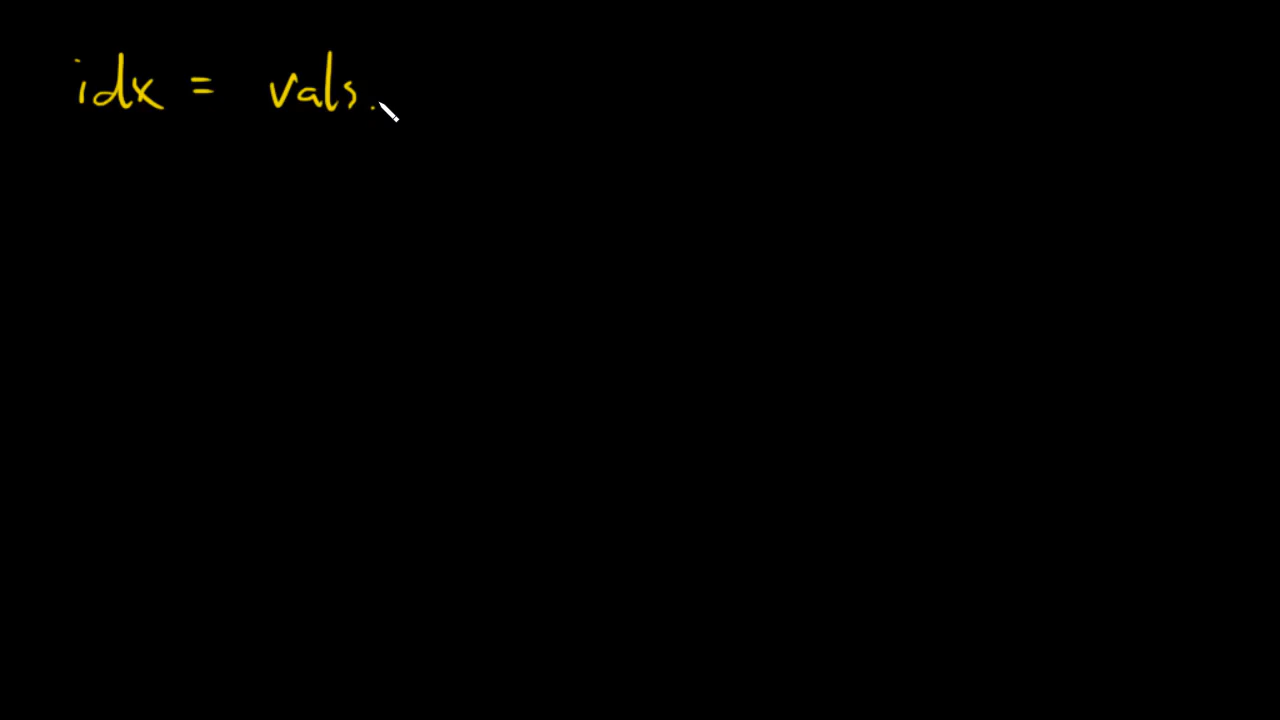 idx = vals.